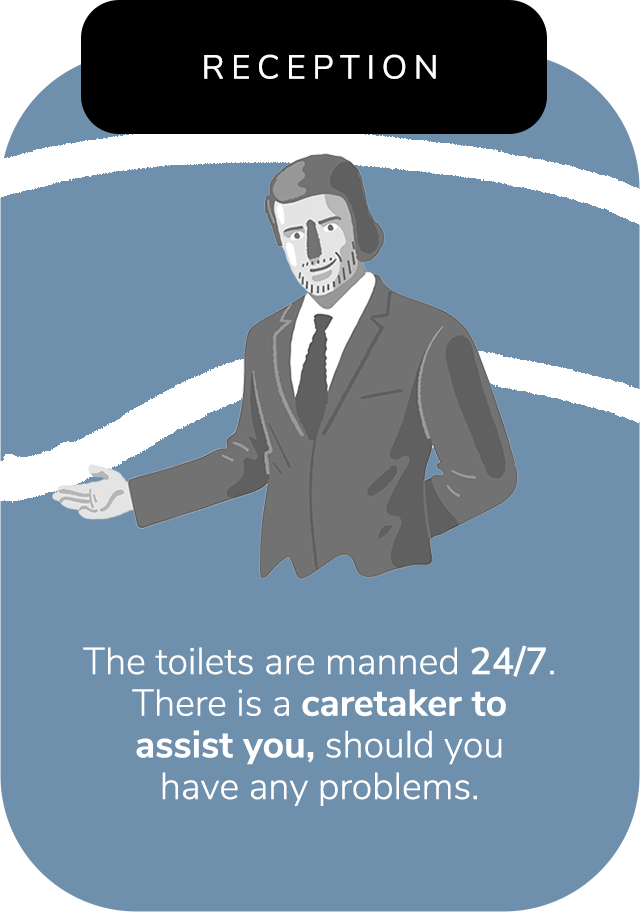 RECEPTION
The toilets are manned 24/7.
There is a caretaker to
assist you, should you
have any problems.